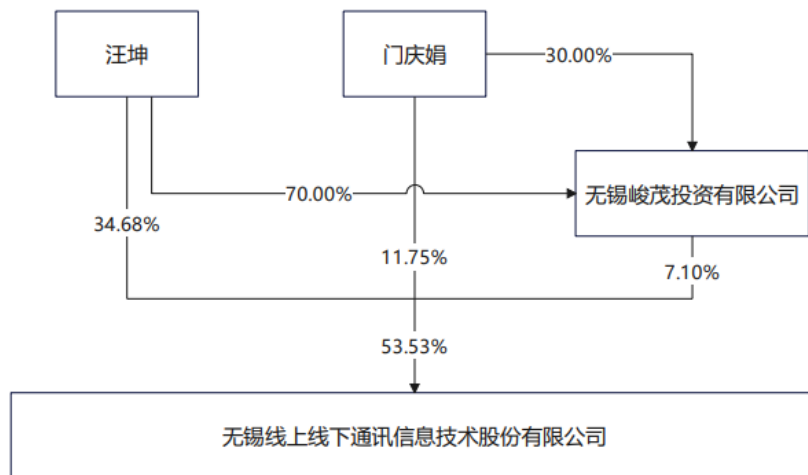 汪坤
门庆娟
30.00%
70.00%
无锡峻茂投资有限公司
34.68%
11.75%
7.10%
53.53%
无锡线上线下通讯信息技术股份有限公司